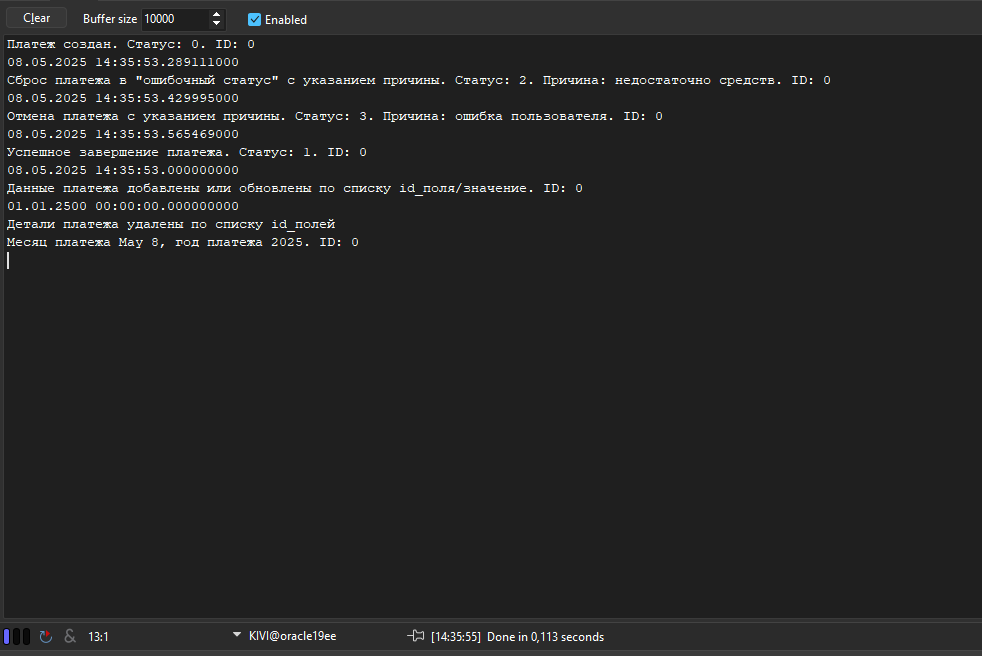 Clear Buffer size 10000 Enabled
Платеж создан. Статус: 0. ID: 0
08.05.2025 14:35:53.289111000
Сброс платежа в "ошибочный статус" с указанием причины. Статус: 2. Причина: недостаточно средств. ID: 0
08.05.2025 14:35:53.429995000
Отмена платежа с указанием причины. Статус: 3. Причина: ошибка пользователя. ID: 0
08.05.2025 14:35:53.565469000
Успешное завершение платежа. Статус: 1. ID: 0
08.05.2025 14:35:53.000000000
Данные платежа добавлены или обновлены по списку id_поля/значение. ID: 0
01.01.2500 00:00:00.000000000
Детали платежа удалены по списку id_полей
Месяц платежа May 8, год платежа 2025. ID: 0
& 13:1 KIVI@oracle19ee [14:35:55] Done in 0,113 seconds